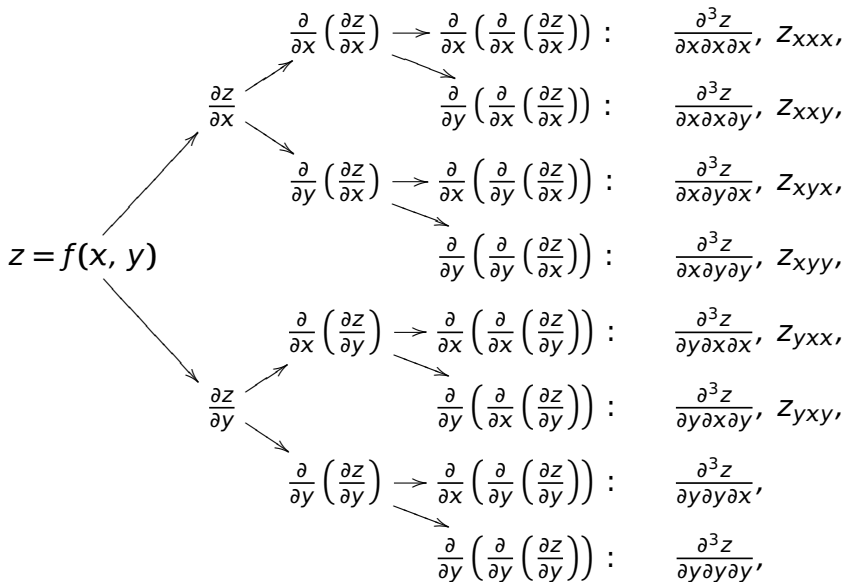 ∂/∂x (∂z/∂x) → ∂/∂x (∂/∂x (∂z/∂x)) : ∂³z/∂x∂x∂x, z_xxx,
∂z/∂x ∂/∂y (∂/∂x (∂z/∂x)) : ∂³z/∂x∂x∂y, z_xxy,
∂/∂y (∂z/∂x) → ∂/∂x (∂/∂y (∂z/∂x)) : ∂³z/∂x∂y∂x, z_xyx,
z = f(x, y) ∂/∂y (∂/∂y (∂z/∂x)) : ∂³z/∂x∂y∂y, z_xyy,
∂/∂x (∂z/∂y) → ∂/∂x (∂/∂x (∂z/∂y)) : ∂³z/∂y∂x∂x, z_yxx,
∂z/∂y ∂/∂y (∂/∂x (∂z/∂y)) : ∂³z/∂y∂x∂y, z_yxy,
∂/∂y (∂z/∂y) → ∂/∂x (∂/∂y (∂z/∂y)) : ∂³z/∂y∂y∂x,
∂/∂y (∂/∂y (∂z/∂y)) : ∂³z/∂y∂y∂y,